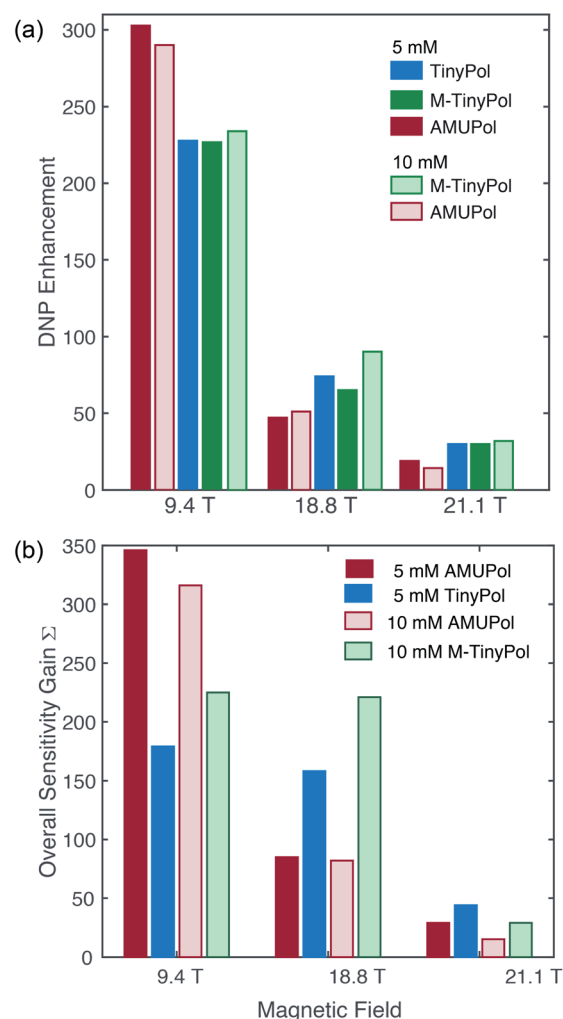 (a)
300
250
200
150
100
50
0
DNP Enhancement
5 mM
TinyPol
M-TinyPol
AMUPol
10 mM
M-TinyPol
AMUPol
9.4 T
18.8 T
21.1 T
(b)
350
300
250
200
150
100
50
0
Overall Sensitivity Gain Σ
5 mM AMUPol
5 mM TinyPol
10 mM AMUPol
10 mM M-TinyPol
9.4 T
18.8 T
21.1 T
Magnetic Field